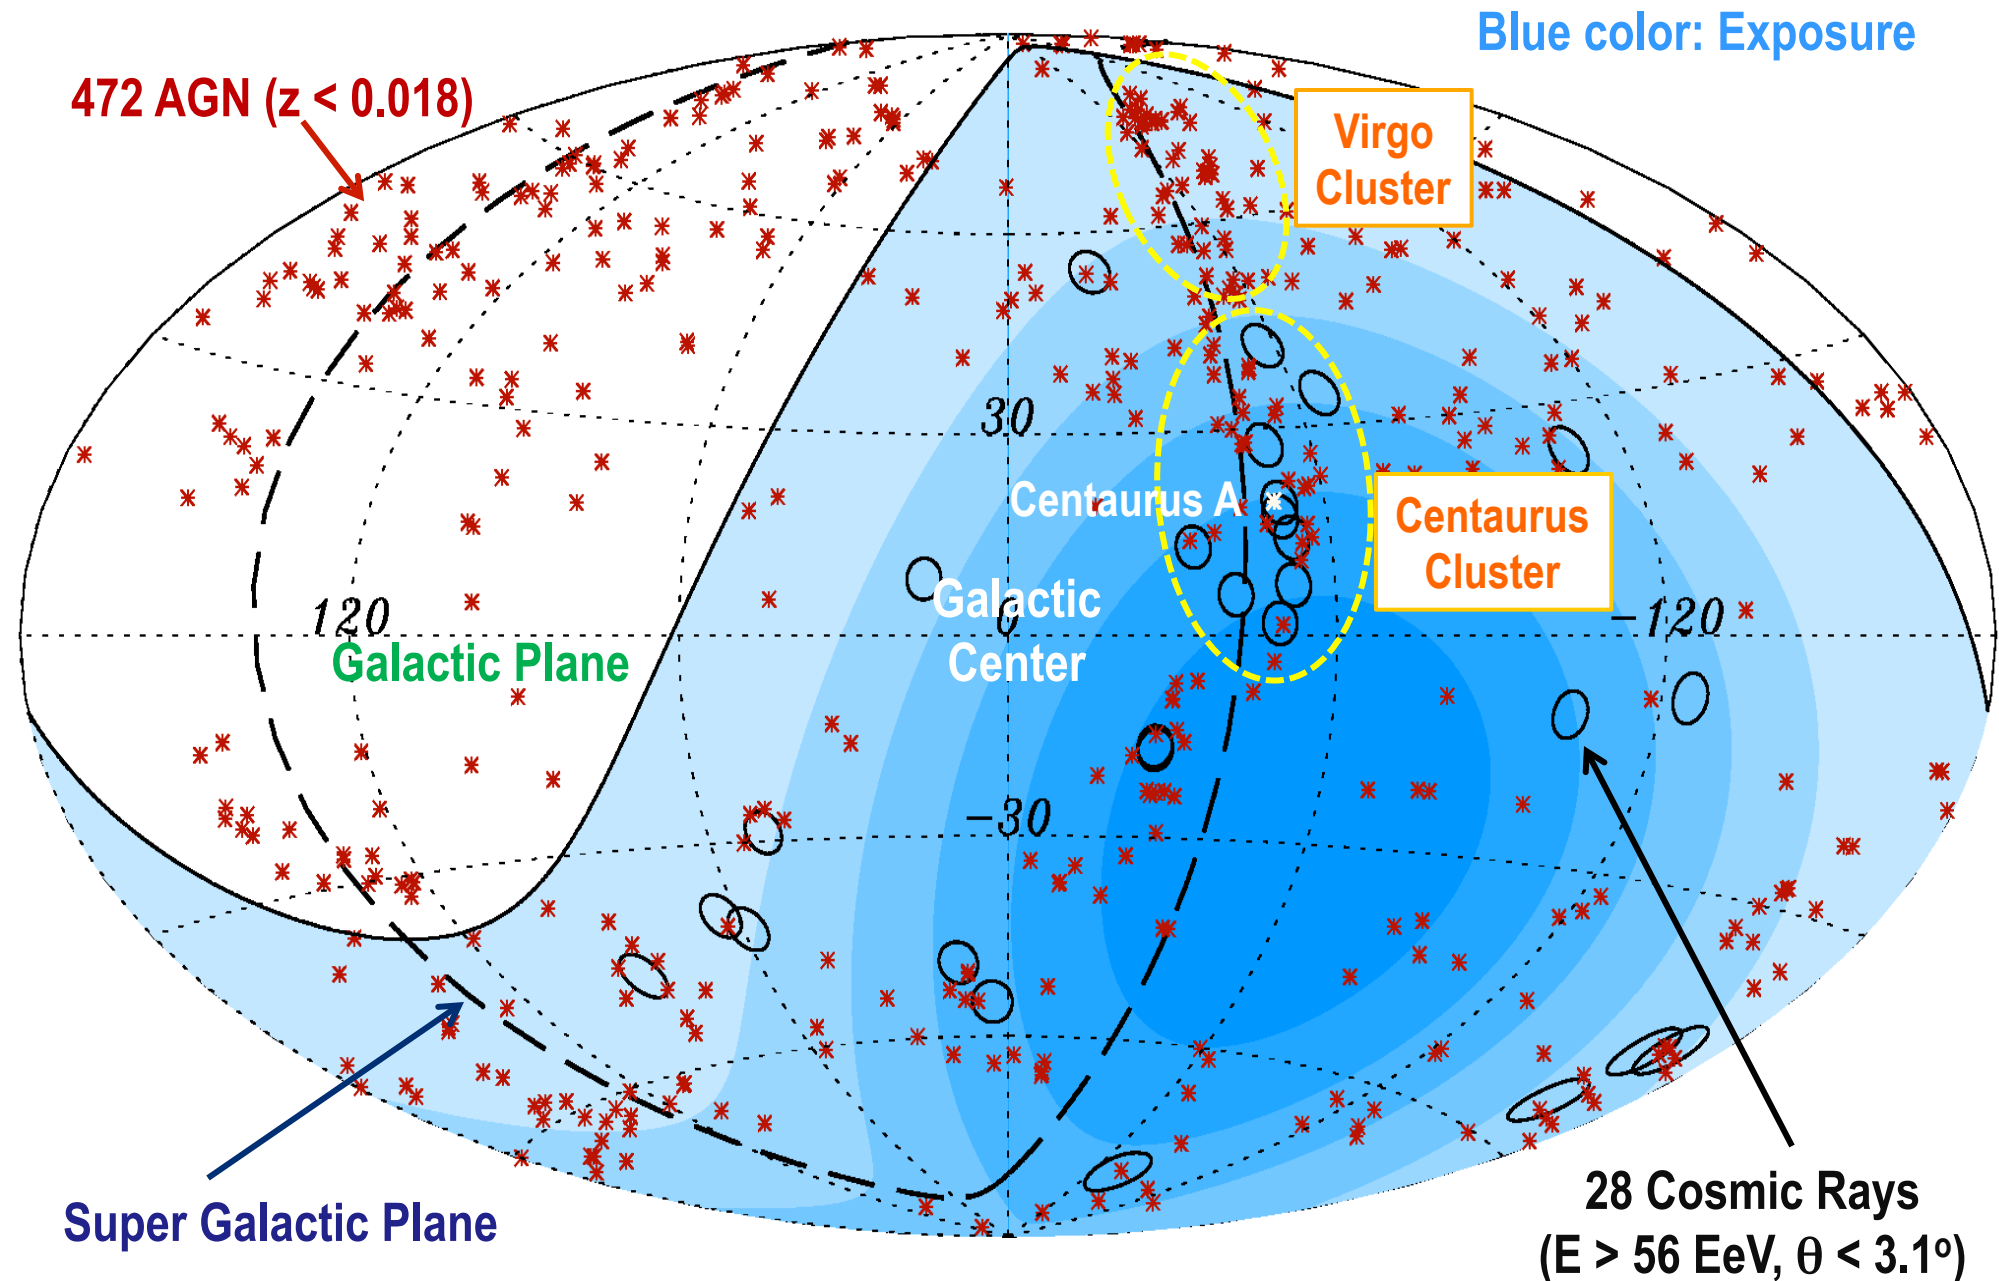 Blue color: Exposure
472 AGN (z < 0.018)
Virgo
Cluster
30
Centaurus A
Centaurus
Cluster
Galactic
Center
120
0
-120
Galactic Plane
-30
Super Galactic Plane
28 Cosmic Rays
(E > 56 EeV, θ < 3.1º)